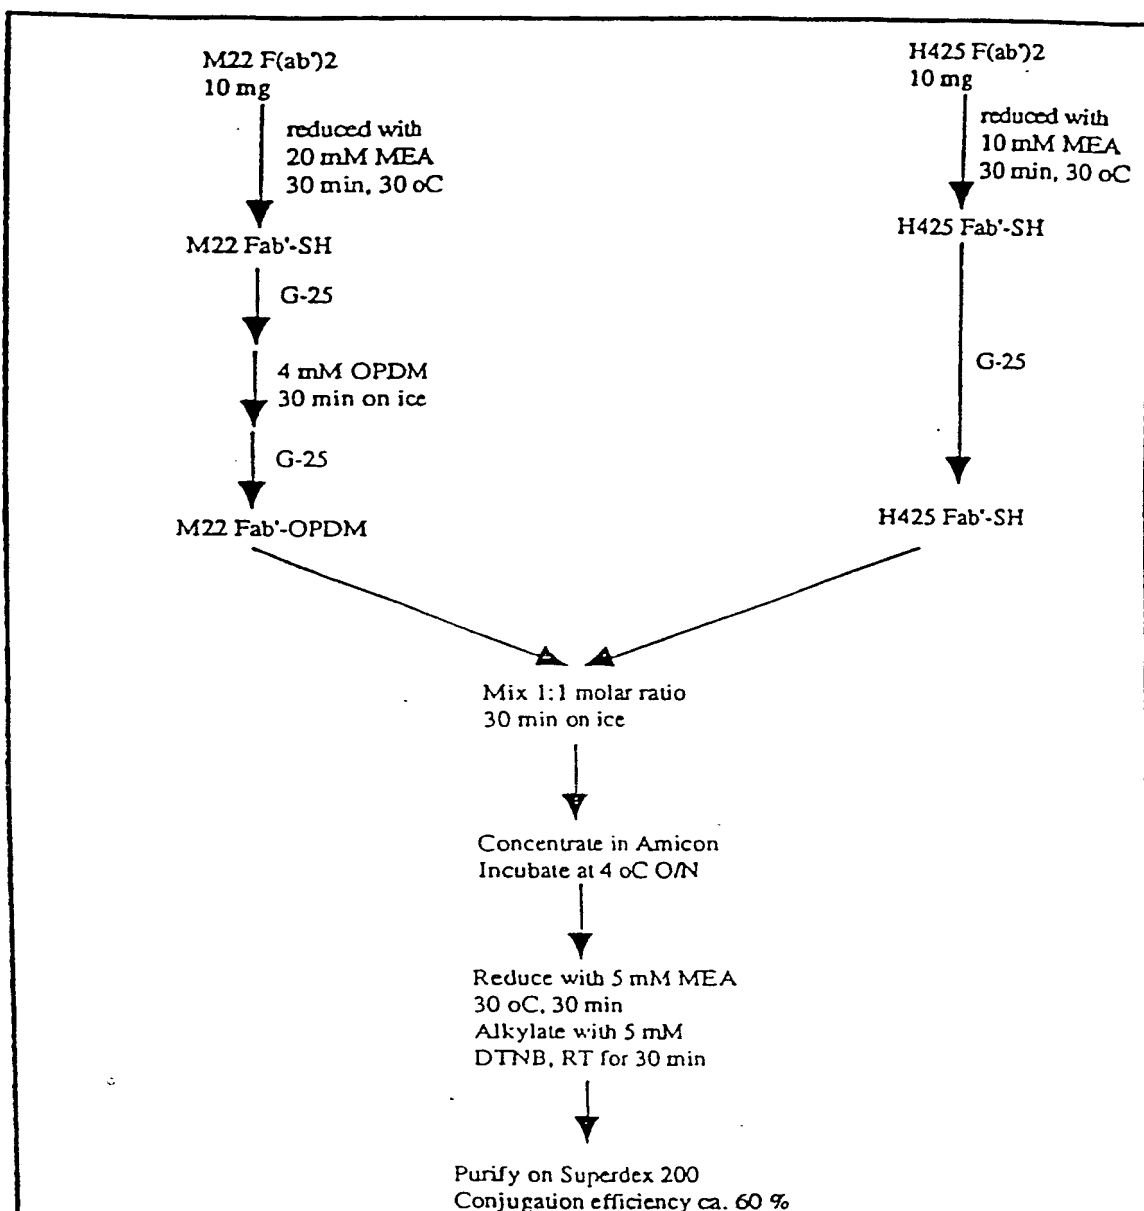 M22 F(ab')2
10 mg
reduced with
20 mM MEA
30 min, 30 oC
M22 Fab'-SH
G-25
4 mM OPDM
30 min on ice
G-25
M22 Fab'-OPDM
H425 F(ab')2
10 mg
reduced with
10 mM MEA
30 min, 30 oC
H425 Fab'-SH
G-25
H425 Fab'-SH
Mix 1:1 molar ratio
30 min on ice
Concentrate in Amicon
Incubate at 4 oC O/N
Reduce with 5 mM MEA
30 oC, 30 min
Alkylate with 5 mM
DTNB, RT for 30 min
Purify on Superdex 200
Conjugation efficiency ca. 60 %